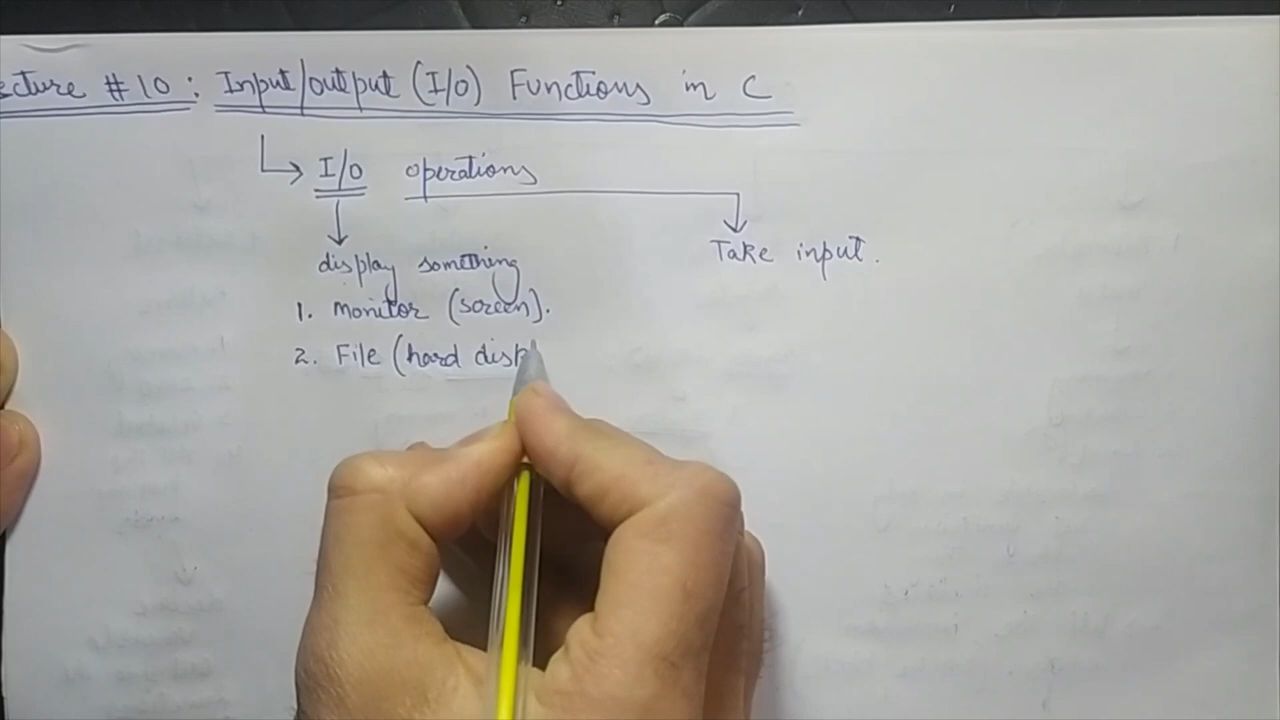 ecture #10: Input/output (I/O) Functions in C
I/O operations
display something
Take input.
1. Monitor (screen).
2. File (hard disk